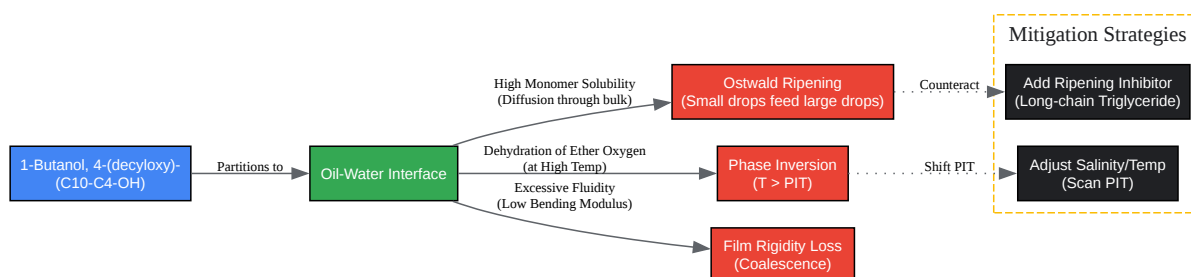 Mitigation Strategies
High Monomer Solubility
(Diffusion through bulk)
Ostwald Ripening
(Small drops feed large drops)
Counteract
Add Ripening Inhibitor
(Long-chain Triglyceride)
1-Butanol, 4-(decyloxy)-
(C10-C4-OH)
Partitions to
Oil-Water Interface
Dehydration of Ether Oxygen
(at High Temp)
Phase Inversion
(T > PIT)
Shift PIT
Adjust Salinity/Temp
(Scan PIT)
Excessive Fluidity
(Low Bending Modulus)
Film Rigidity Loss
(Coalescence)